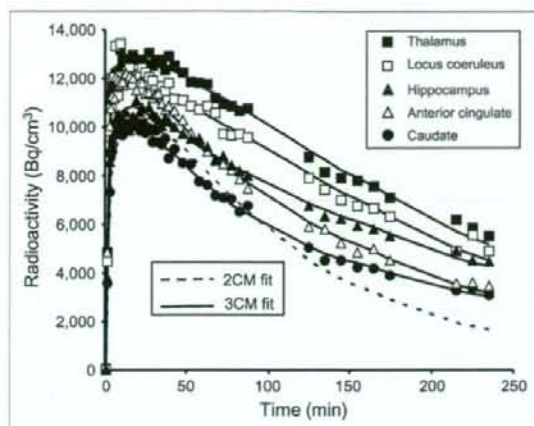 14,000
12,000
10,000
8,000
6,000
4,000
2,000
0
Radioactivity (Bq/cm³)
Thalamus
Locus coeruleus
Hippocampus
Anterior cingulate
Caudate
2CM fit
3CM fit
0 50 100 150 200 250
Time (min)